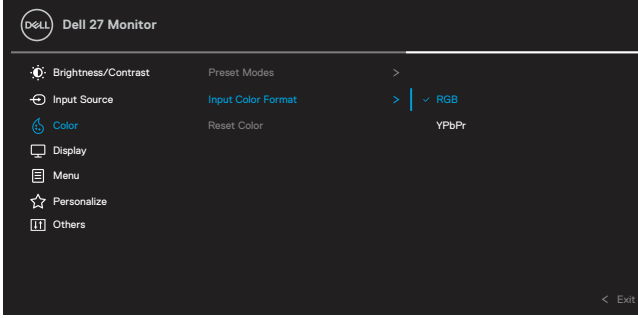 DELL Dell 27 Monitor
Brightness/Contrast Preset Modes >
Input Source Input Color Format > ✓ RGB
Color Reset Color YPbPr
Display
Menu
Personalize
Others
< Exit